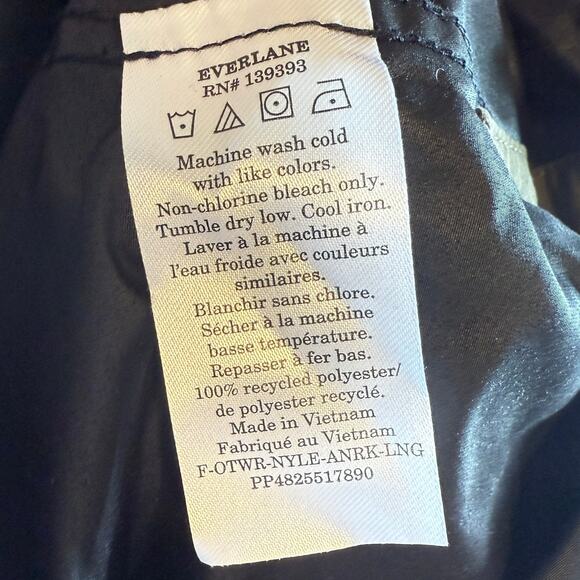 EVERLANE
RN# 139393
Machine wash cold
with like colors.
Non-chlorine bleach only.
Tumble dry low. Cool iron.
Laver à la machine à
l'eau froide avec couleurs
similaires.
Blanchir sans chlore.
Sécher à la machine
basse température.
Repasser à fer bas.
100% recycled polyester/
de polyester recyclé.
Made in Vietnam
Fabriqué au Vietnam
F-OTWR-NYLE-ANRK-LNG
PP4825517890